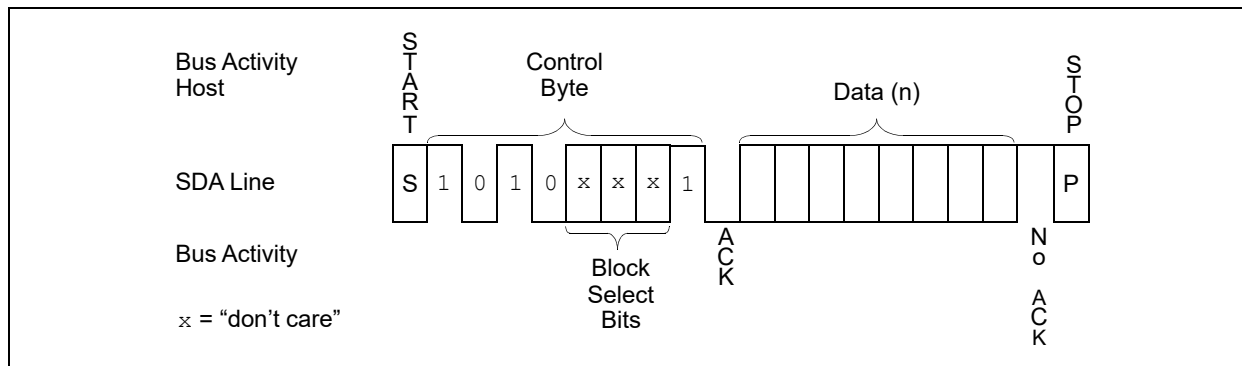 Bus Activity
Host
START
Control
Byte
Data (n)
STOP
SDA Line
S 1 0 1 0 x x x 1 P
Bus Activity
ACK
No ACK
Block
Select
Bits
x = “don’t care”